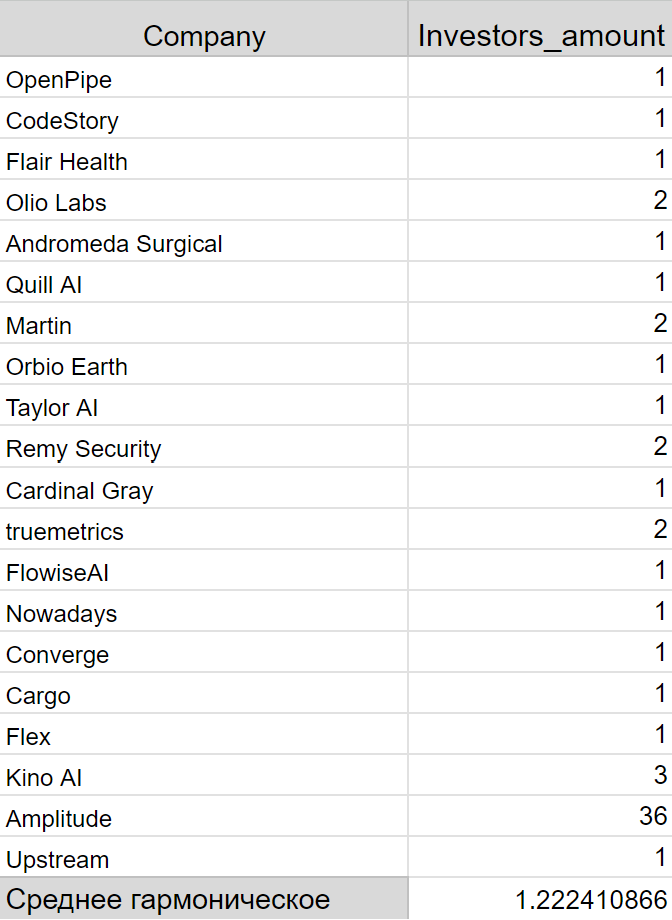 Company Investors_amount
OpenPipe 1
CodeStory 1
Flair Health 1
Olio Labs 2
Andromeda Surgical 1
Quill AI 1
Martin 2
Orbio Earth 1
Taylor AI 1
Remy Security 2
Cardinal Gray 1
truemetrics 2
FlowiseAI 1
Nowadays 1
Converge 1
Cargo 1
Flex 1
Kino AI 3
Amplitude 36
Upstream 1
Среднее гармоническое 1.222410866